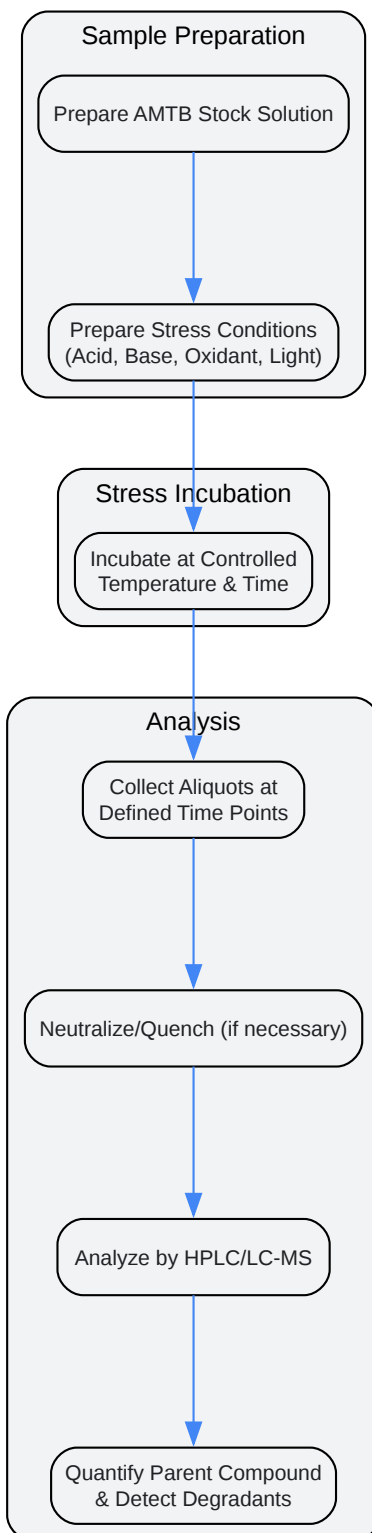 Sample Preparation
Prepare AMTB Stock Solution
Prepare Stress Conditions
(Acid, Base, Oxidant, Light)
Stress Incubation
Incubate at Controlled
Temperature & Time
Analysis
Collect Aliquots at
Defined Time Points
Neutralize/Quench (if necessary)
Analyze by HPLC/LC-MS
Quantify Parent Compound
& Detect Degradants